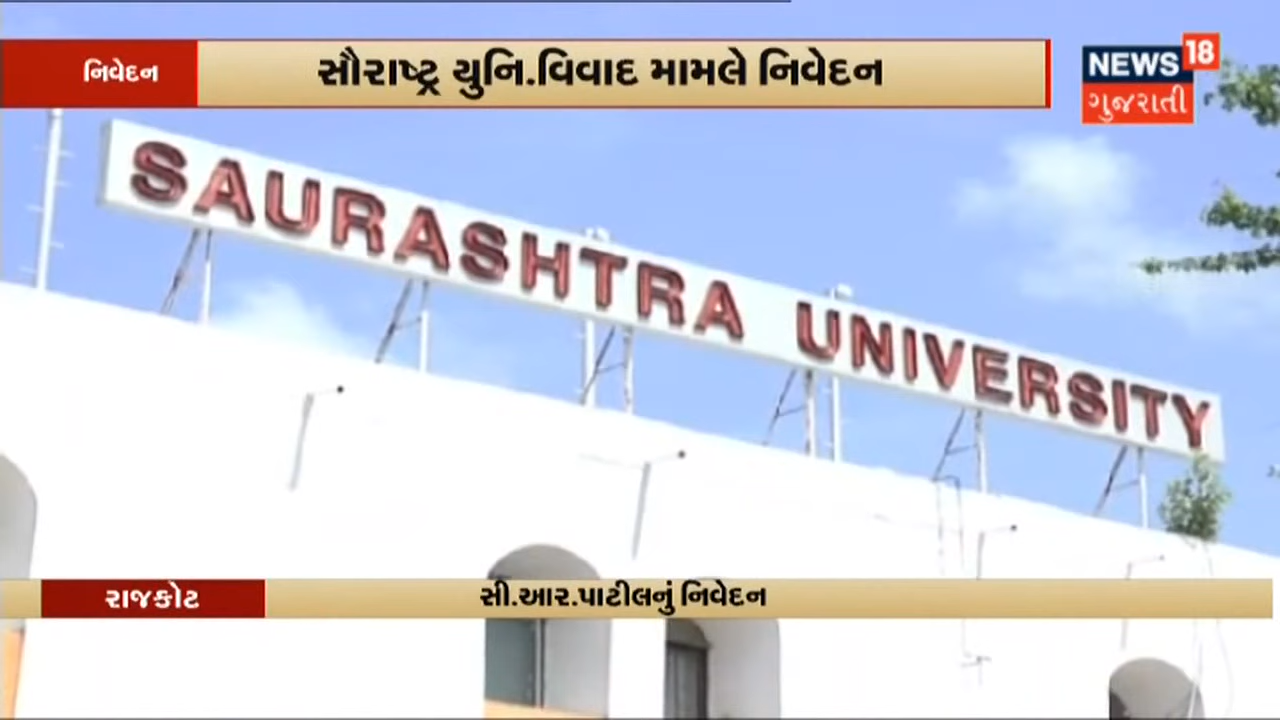 નિવેદન
સૌરાષ્ટ્ર યુનિ.વિવાદ મામલે નિવેદન
NEWS 18
ગુજરાતી
SAURASHTRA UNIVERSITY
રાજકોટ
સી.આર.પાટીલનું નિવેદન